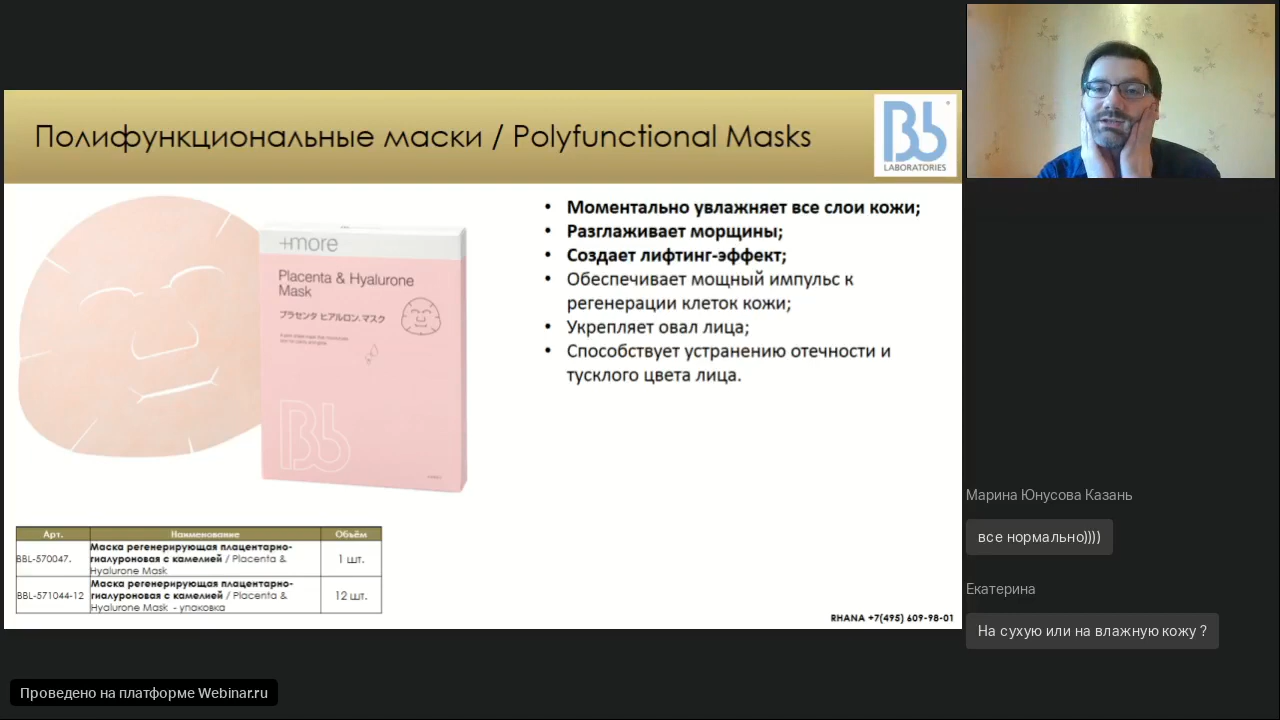 Полифункциональные маски / Polyfunctional Masks
Bb
LABORATORIES
+more
Placenta & Hyalurone
Mask
プラセンタ ヒアルロン.マスク
Bb
• Моментально увлажняет все слои кожи;
• Разглаживает морщины;
• Создает лифтинг-эффект;
• Обеспечивает мощный импульс к
регенерации клеток кожи;
• Укрепляет овал лица;
• Способствует устранению отечности и
тусклого цвета лица.
Арт. Наименование Объём
BBL-570047. Маска регенерирующая плацентарно-
гиалуроновая с камелией / Placenta &
Hyalurone Mask 1 шт.
BBL-571044-12 Маска регенерирующая плацентарно-
гиалуроновая с камелией / Placenta &
Hyalurone Mask - упаковка 12 шт.
RHANA +7(495) 609-98-01
Марина Юнусова Казань
все нормально))))
Екатерина
На сухую или на влажную кожу ?
Проведено на платформе Webinar.ru